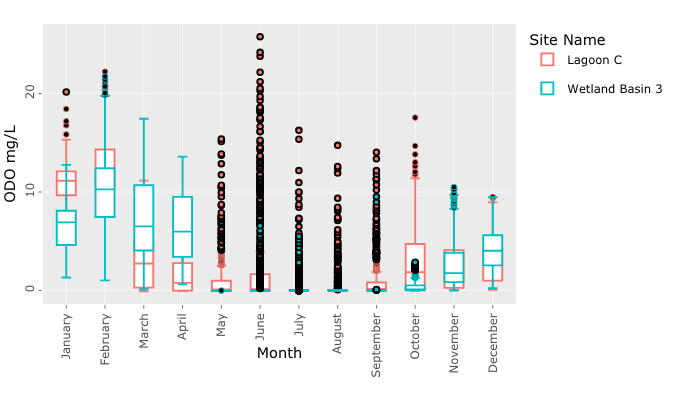 Site Name
Lagoon C
Wetland Basin 3
ODO mg/L
20
10
0
January
February
March
April
May
June
July
August
September
October
November
December
Month